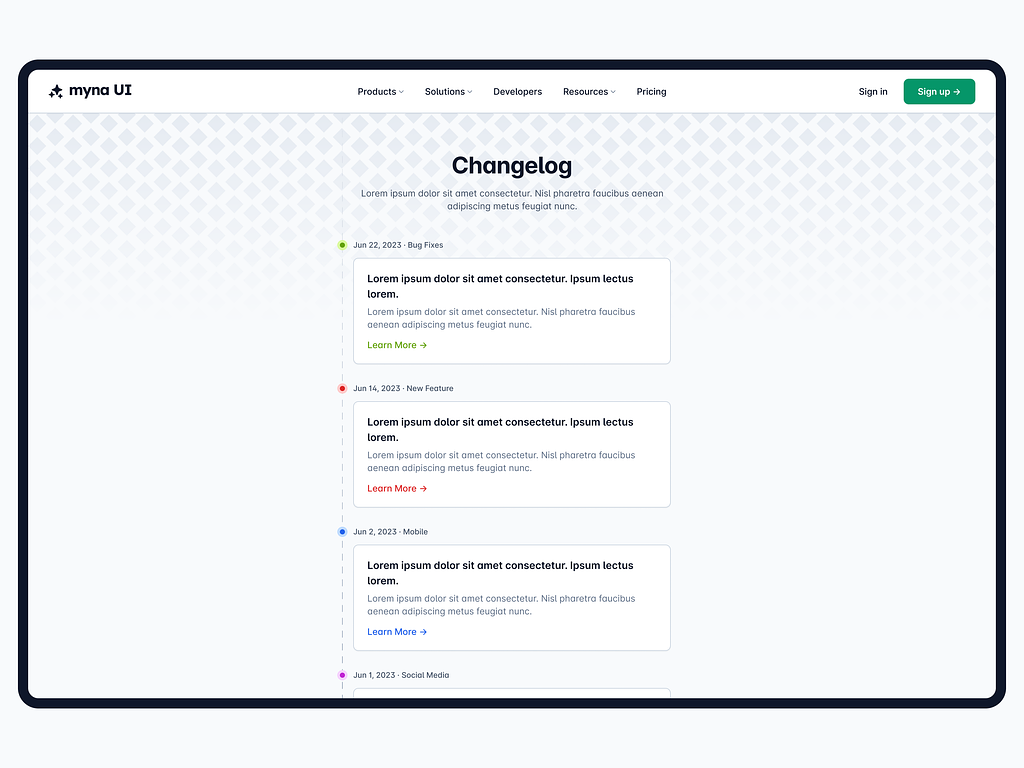 myna UI
Products
Solutions
Developers
Resources
Pricing
Sign in
Sign up →
Changelog
Lorem ipsum dolor sit amet consectetur. Nisl pharetra faucibus aenean
adipiscing metus feugiat nunc.
Jun 22, 2023 · Bug Fixes
Lorem ipsum dolor sit amet consectetur. Ipsum lectus
lorem.
Lorem ipsum dolor sit amet consectetur. Nisl pharetra faucibus
aenean adipiscing metus feugiat nunc.
Learn More →
Jun 14, 2023 · New Feature
Lorem ipsum dolor sit amet consectetur. Ipsum lectus
lorem.
Lorem ipsum dolor sit amet consectetur. Nisl pharetra faucibus
aenean adipiscing metus feugiat nunc.
Learn More →
Jun 2, 2023 · Mobile
Lorem ipsum dolor sit amet consectetur. Ipsum lectus
lorem.
Lorem ipsum dolor sit amet consectetur. Nisl pharetra faucibus
aenean adipiscing metus feugiat nunc.
Learn More →
Jun 1, 2023 · Social Media